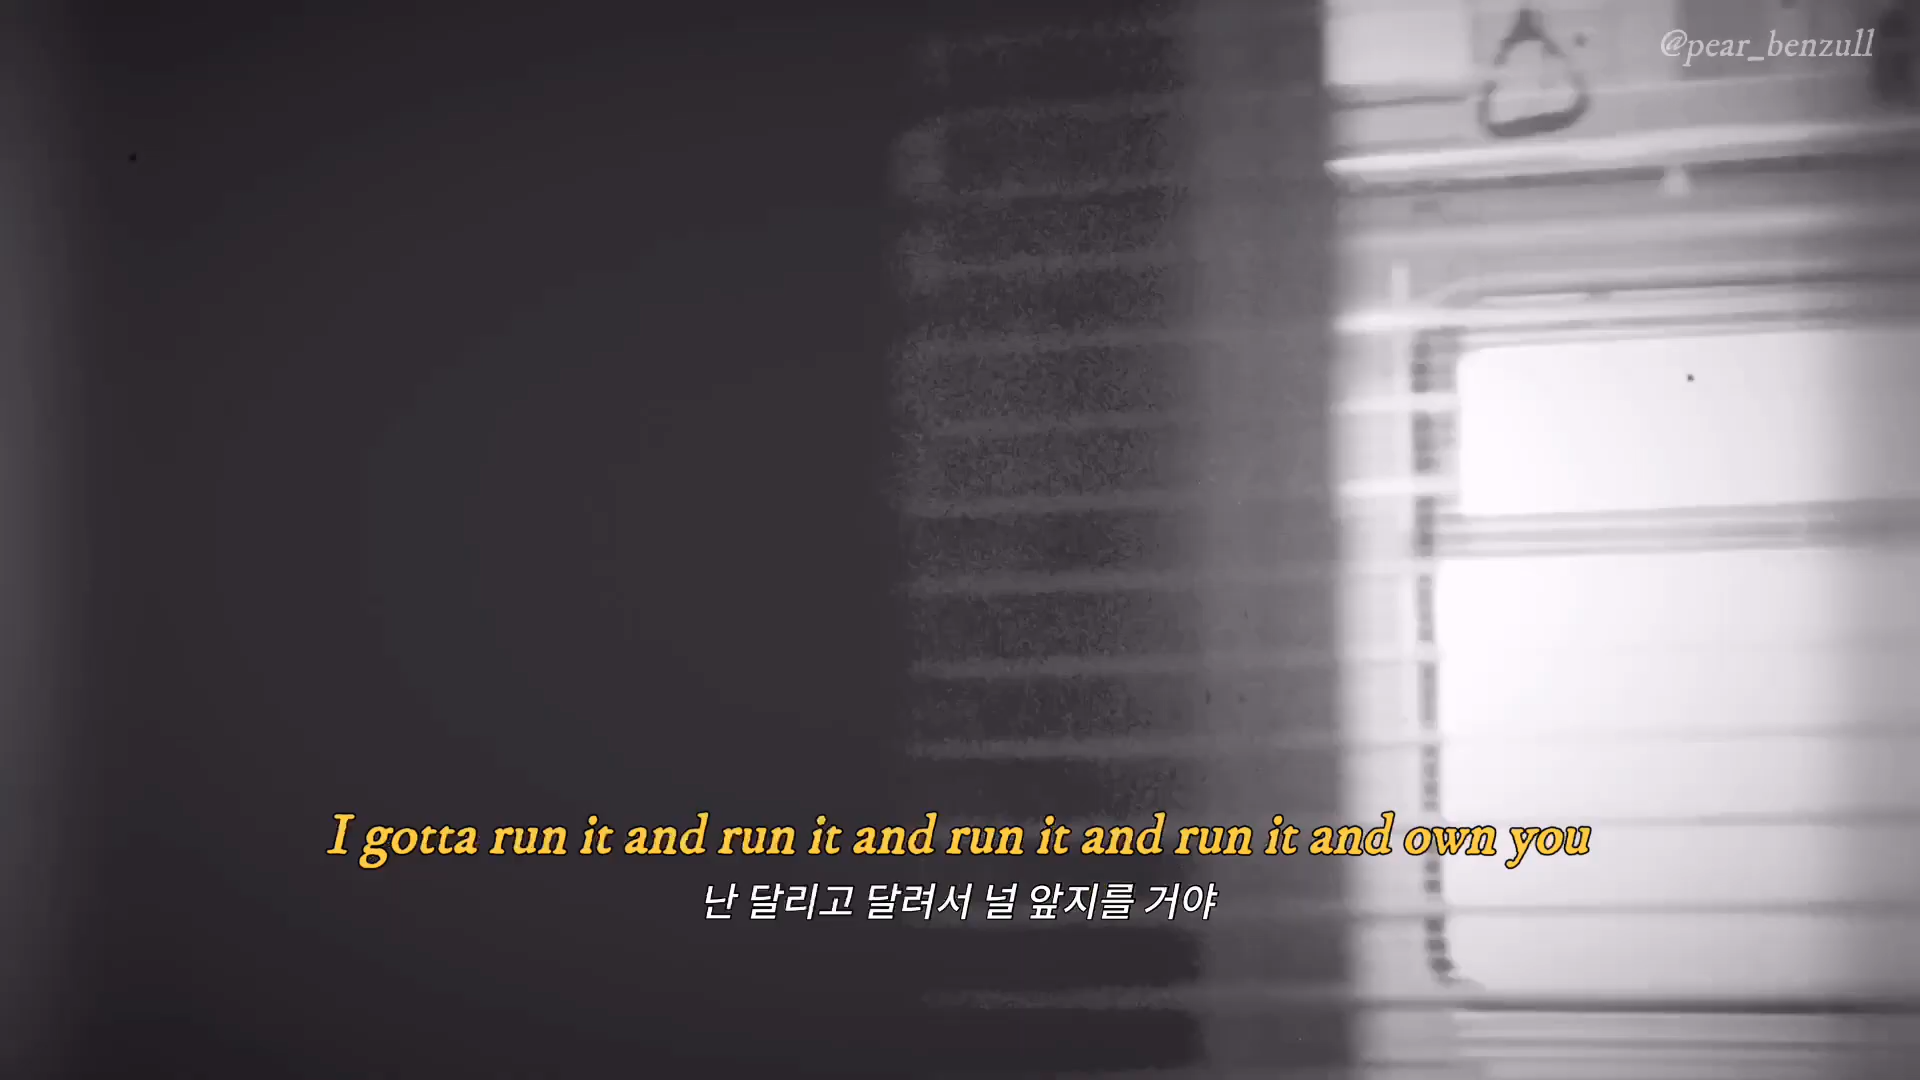 @pear_benzull
I gotta run it and run it and run it and run it and own you
난 달리고 달려서 널 앞지를 거야